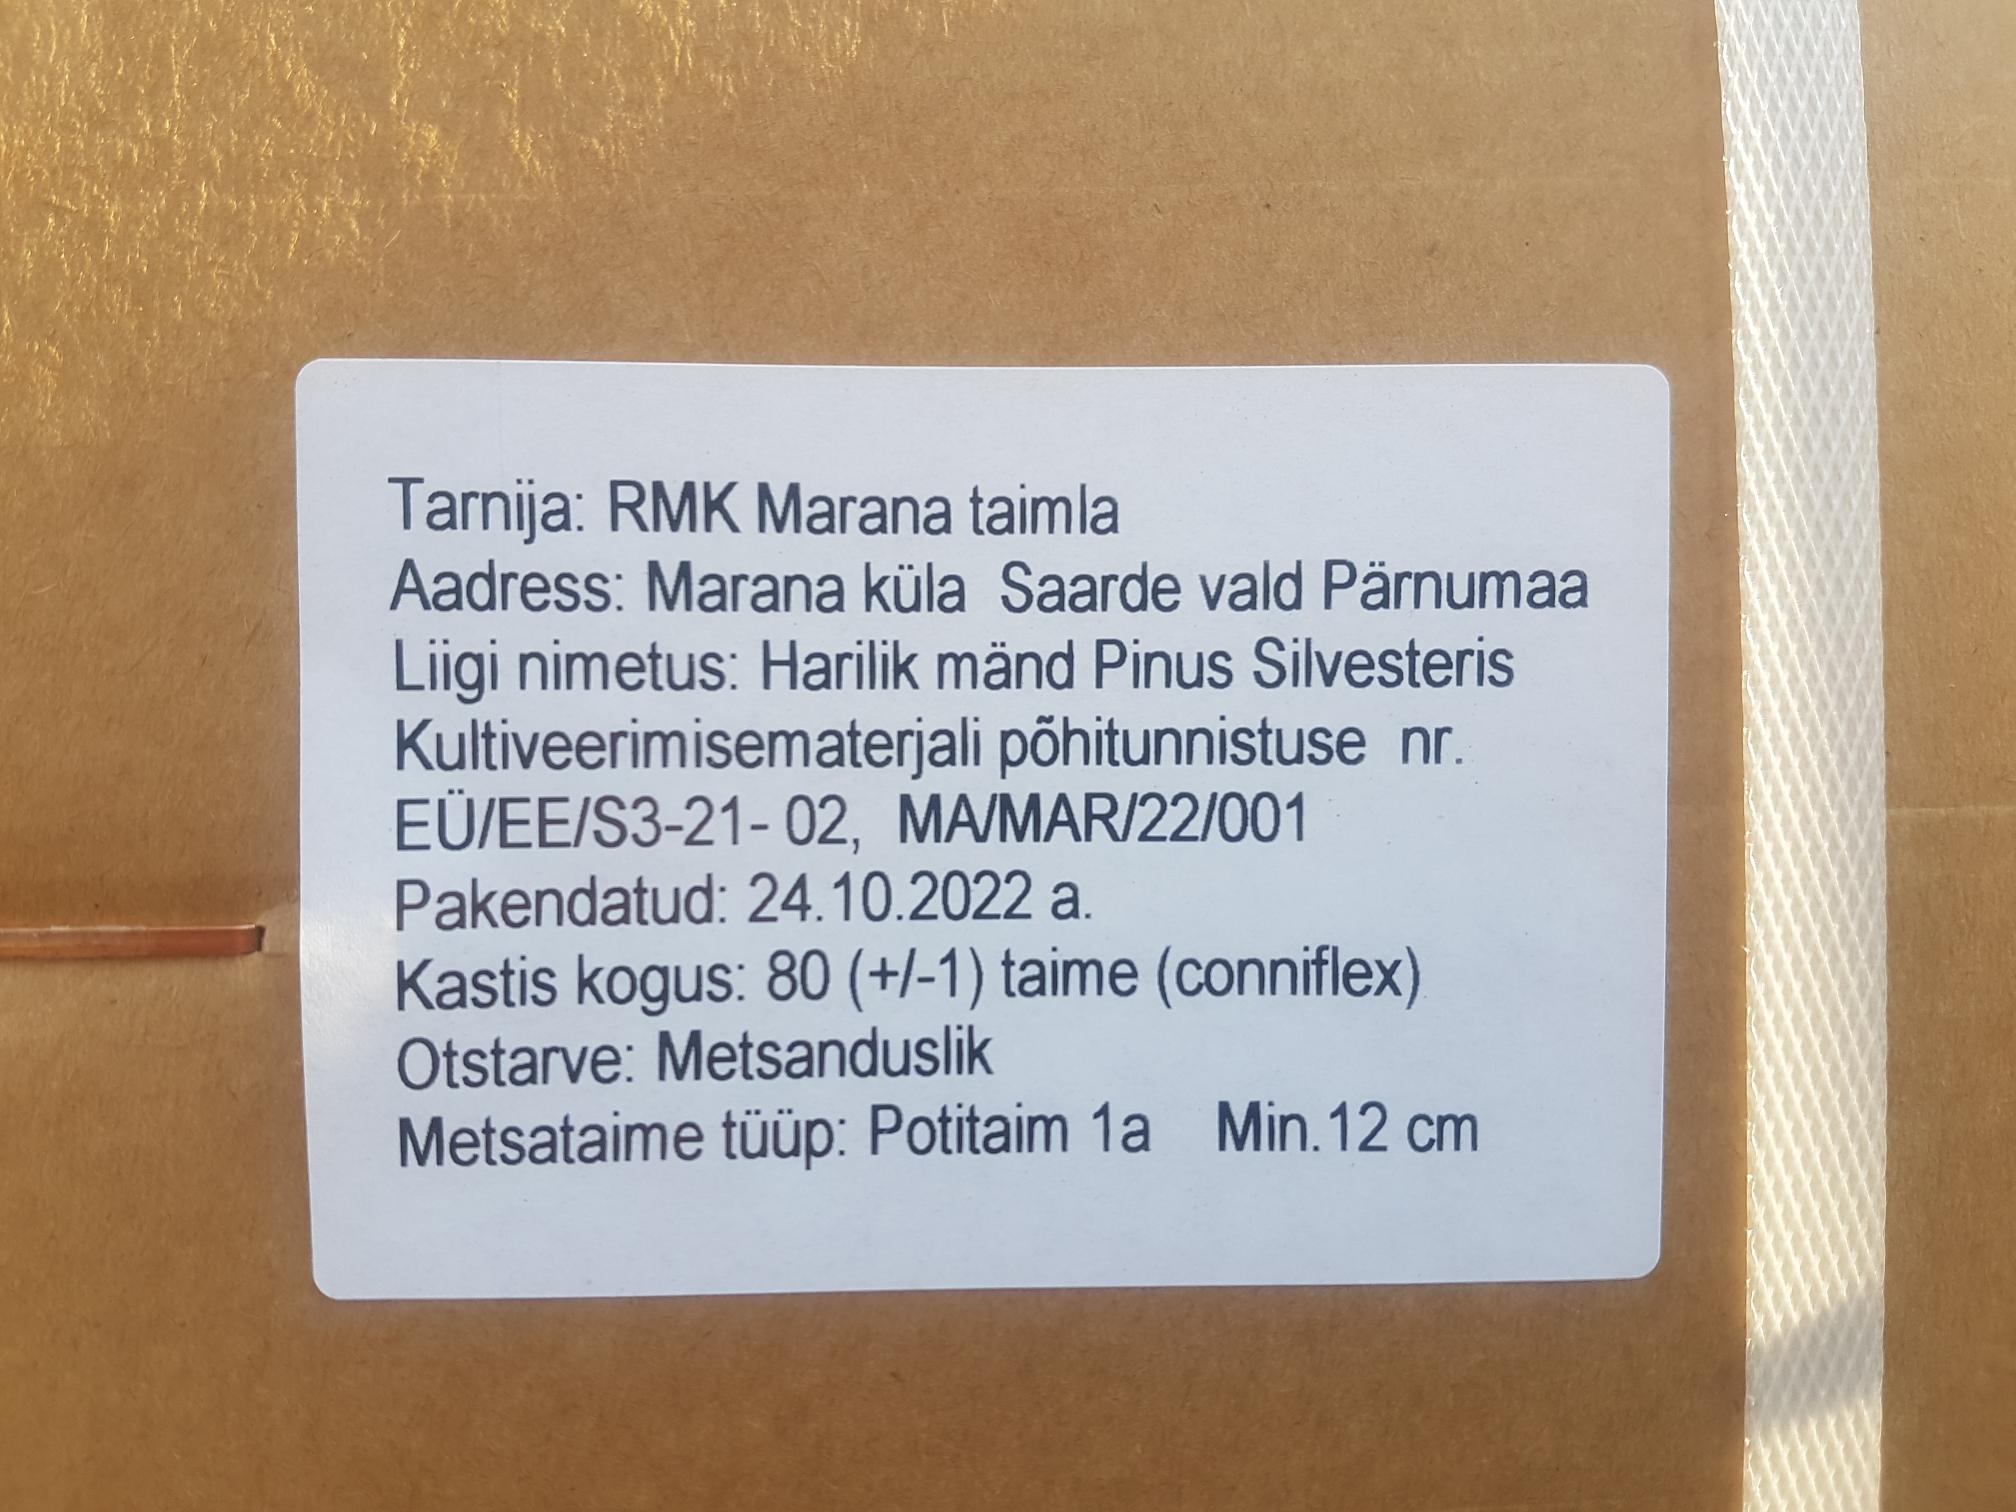 Tarnija: RMK Marana taimla
Aadress: Marana küla  Saarde vald Pärnumaa
Liigi nimetus: Harilik mänd Pinus Silvesteris
Kultiveerimisematerjali põhitunnistuse  nr.
EÜ/EE/S3-21- 02,  MA/MAR/22/001
Pakendatud: 24.10.2022 a.
Kastis kogus: 80 (+/-1) taime (conniflex)
Otstarve: Metsanduslik
Metsataime tüüp: Potitaim 1a    Min.12 cm